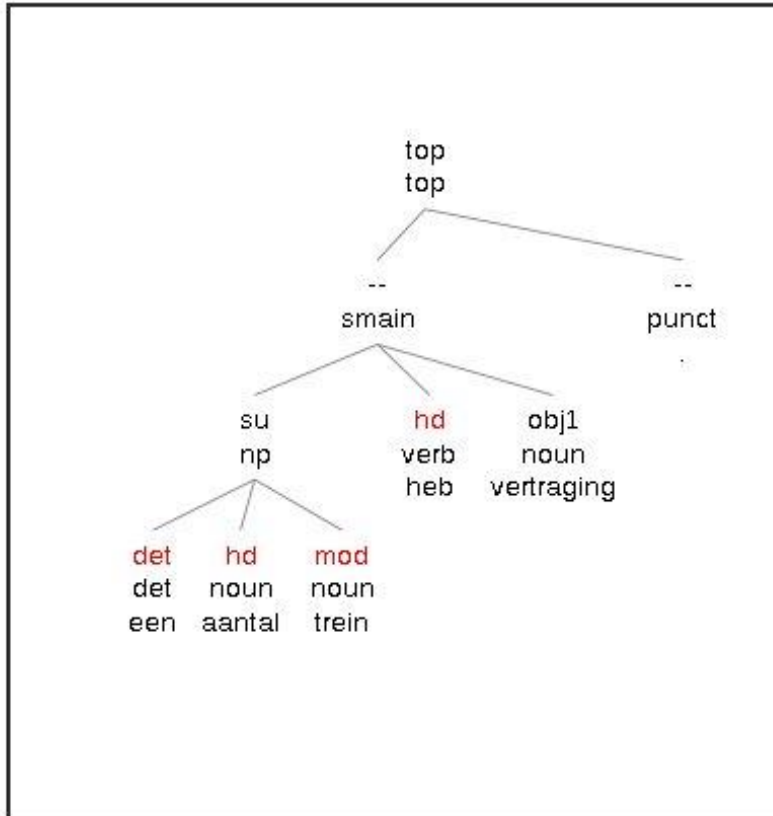 top
top
-- --
smain punct
.
su hd obj1
np verb noun
heb vertraging
det hd mod
det noun noun
een aantal trein